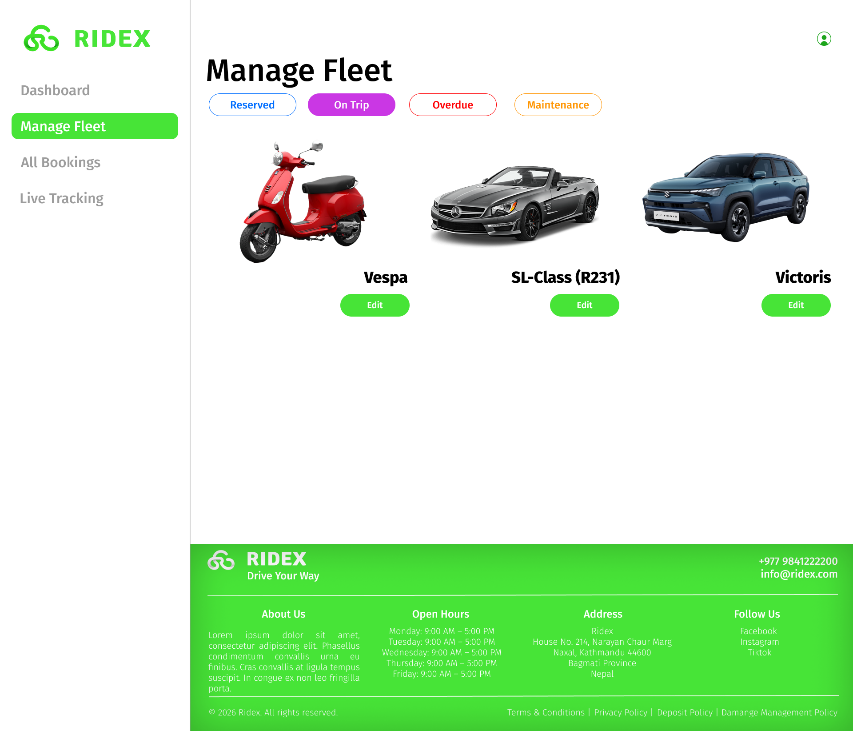 RIDEX
Dashboard
Manage Fleet
All Bookings
Live Tracking
Manage Fleet
Reserved
On Trip
Overdue
Maintenance
Vespa
SL-Class (R231)
Victoris
Edit
Edit
Edit
RIDEX
Drive Your Way
+977 9841222200
info@ridex.com
About Us
Lorem ipsum dolor sit amet,
consectetur adipiscing elit. Phasellus
cond-mentum convallis urna eu
finibus. Cras convallis at ligula tempus
suscipit. In congue ex non leo fringilla
porta.
Open Hours
Monday: 9:00 AM – 5:00 PM
Tuesday: 9:00 AM – 5:00 PM
Wednesday: 9:00 AM – 5:00 PM
Thursday: 9:00 AM – 5:00 PM
Friday: 9:00 AM – 5:00 PM
Address
Ridex
House No. 214, Narayan Chaur Marg
Naxal, Kathmandu 44600
Bagmati Province
Nepal
Follow Us
Facebook
Instagram
Tiktok
© 2026 Ridex. All rights reserved.
Terms & Conditions | Privacy Policy | Deposit Policy | Damange Management Policy